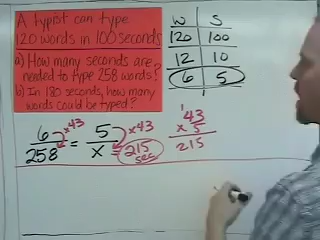 A typist can type
120 words in 100 seconds
a) How many seconds are
needed to type 258 words?
b) In 180 seconds, how many
words could be typed?
W S
120 100
12 10
6 5
6/258 = 5/x
x43 x43
= 215
sec
1
43
x 5
215